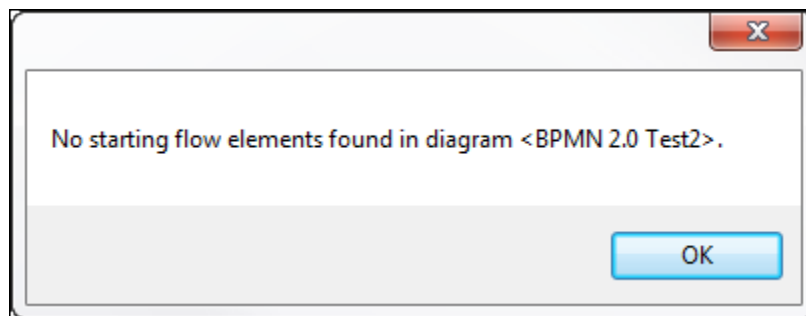 No starting flow elements found in diagram <BPMN 2.0 Test2>.
OK